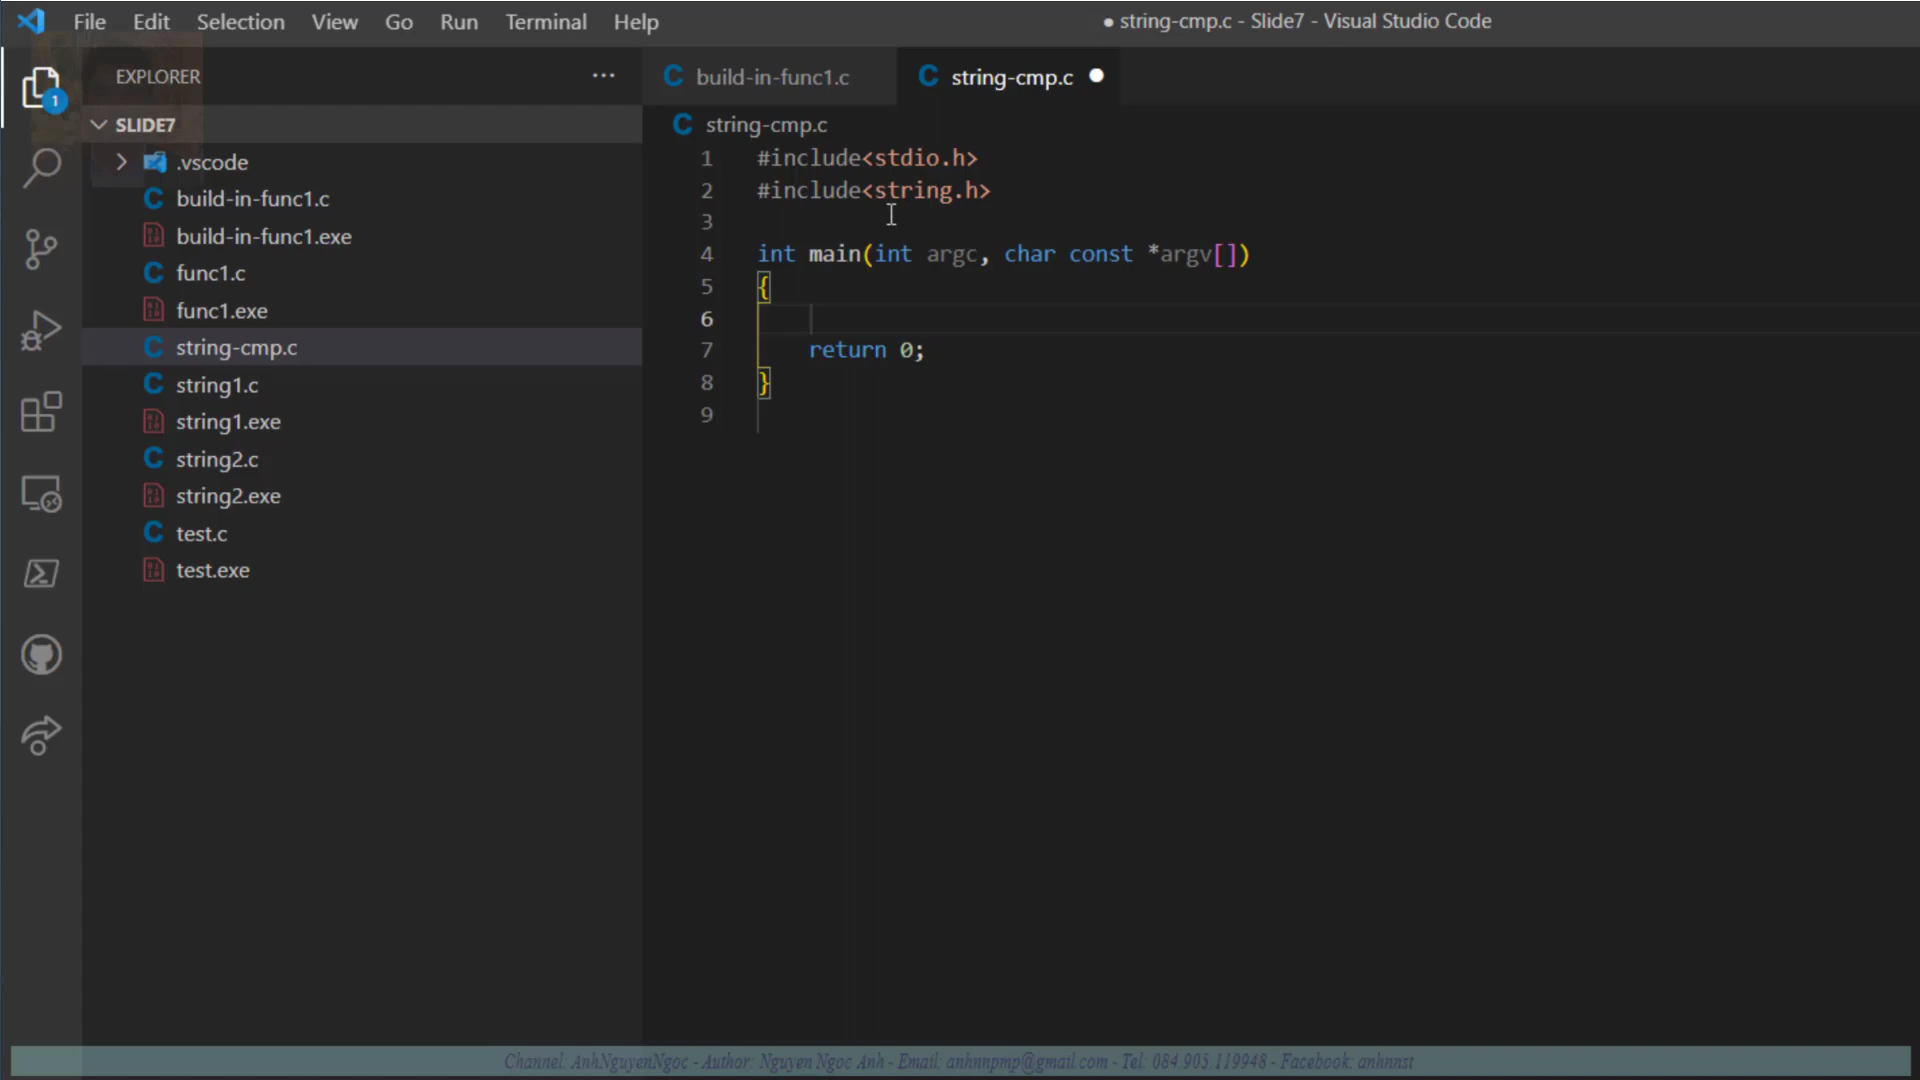 File Edit Selection View Go Run Terminal Help
● string-cmp.c - Slide7 - Visual Studio Code
EXPLORER
···
1
SLIDE7
.vscode
C build-in-func1.c
build-in-func1.exe
C func1.c
func1.exe
C string-cmp.c
C string1.c
string1.exe
C string2.c
string2.exe
C test.c
test.exe
C build-in-func1.c
C string-cmp.c ●
C string-cmp.c
1 #include<stdio.h>
2 #include<string.h>
3
4 int main(int argc, char const *argv[])
5 {
6
7 return 0;
8 }
9
Channel: AnhNguyenNgoc - Author: Nguyen Ngoc Anh - Email: anhnnpmp@gmail.com - Tel: 084.905.119948 - Facebook: anhnnst